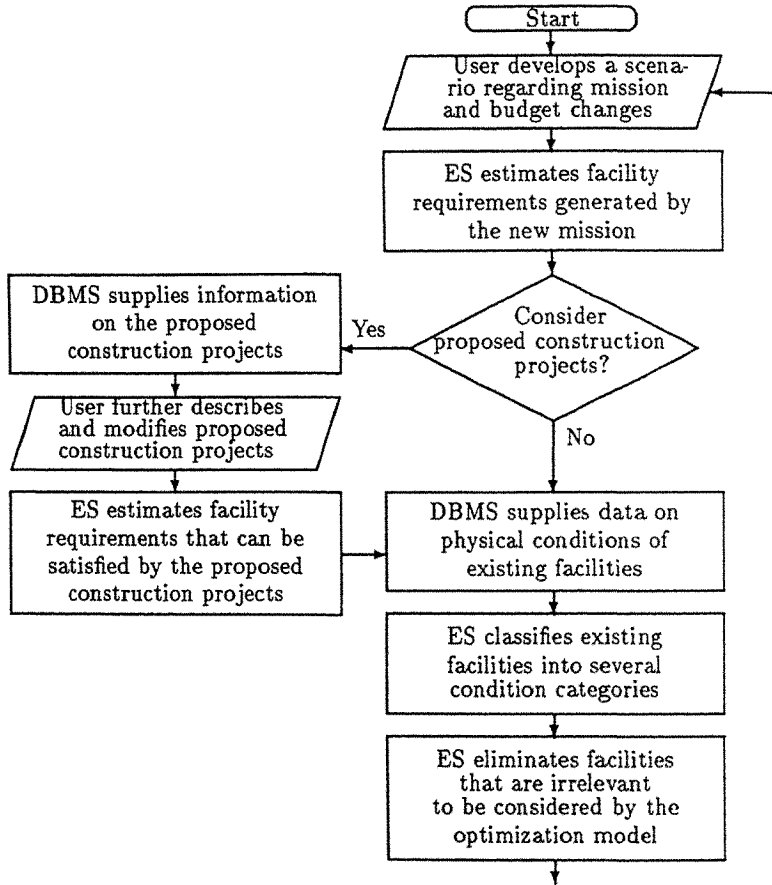 Start
User develops a scena-
rio regarding mission
and budget changes
ES estimates facility
requirements generated by
the new mission
Consider
proposed construction
projects?
Yes
No
DBMS supplies information
on the proposed
construction projects
User further describes
and modifies proposed
construction projects
ES estimates facility
requirements that can be
satisfied by the proposed
construction projects
DBMS supplies data on
physical conditions of
existing facilities
ES classifies existing
facilities into several
condition categories
ES eliminates facilities
that are irrelevant
to be considered by the
optimization model